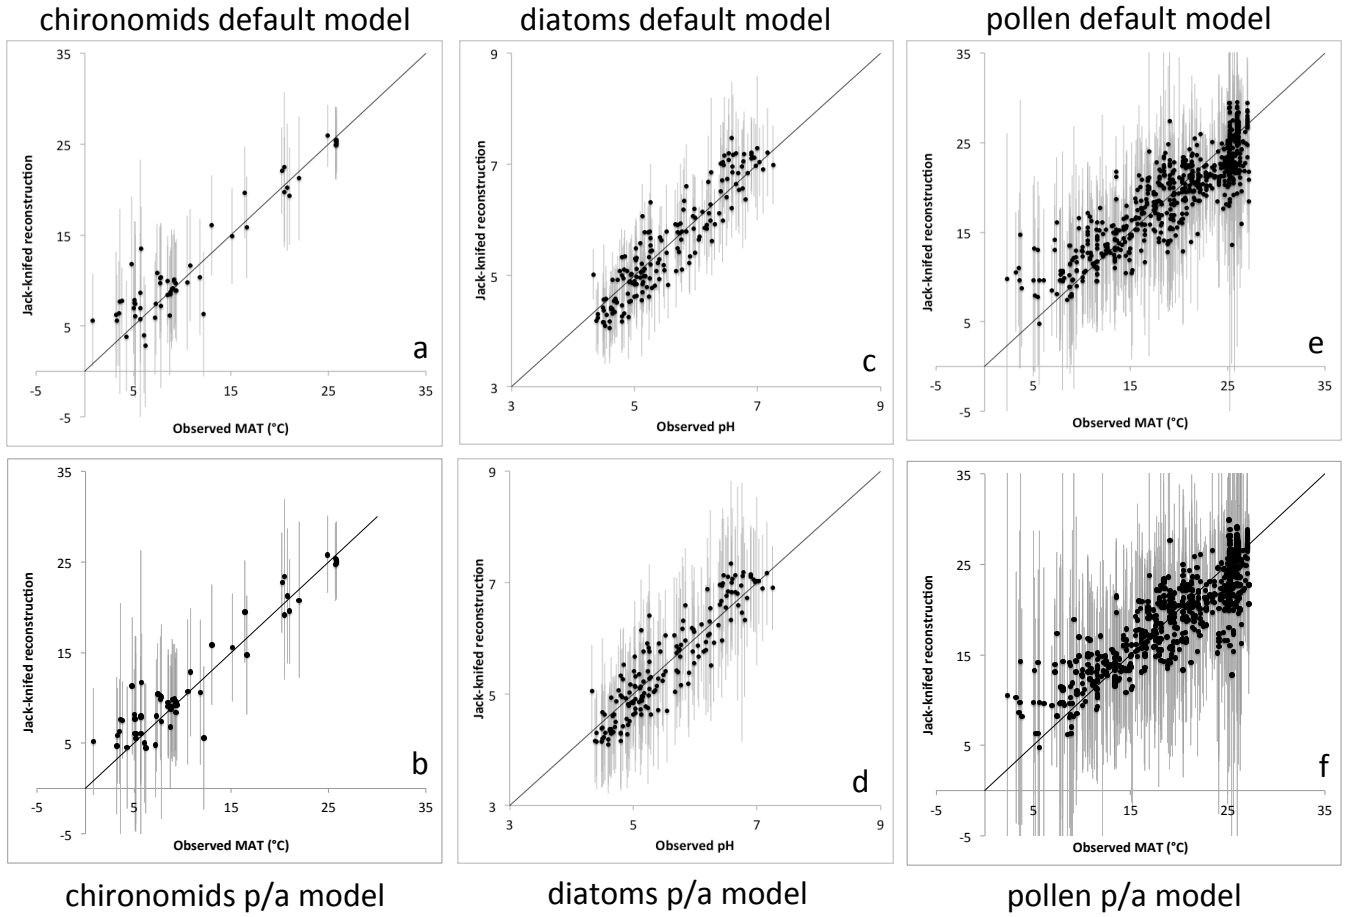 chironomids default model
diatoms default model
pollen default model
35
25
15
5
-5
-5
5
15
25
35
Jack-knifed reconstruction
Observed MAT (°C)
a
9
7
5
3
3
5
7
9
Jack-knifed reconstruction
Observed pH
c
35
25
15
5
-5
-5
5
15
25
35
Jack-knifed reconstruction
Observed MAT (°C)
e
35
25
15
5
-5
-5
5
15
25
35
Jack-knifed reconstruction
Observed MAT (°C)
b
9
7
5
3
3
5
7
9
Jack-knifed reconstruction
Observed pH
d
35
25
15
5
-5
-5
5
15
25
35
Jack-knifed reconstruction
Observed MAT (°C)
f
chironomids p/a model
diatoms p/a model
pollen p/a model